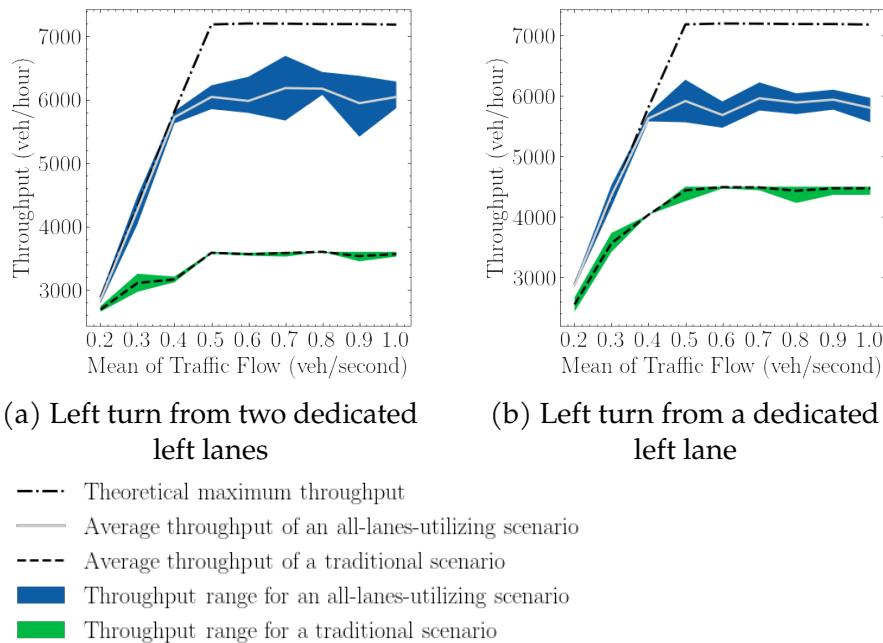 7000
6000
5000
4000
3000
Throughput (veh/hour)
0.2 0.3 0.4 0.5 0.6 0.7 0.8 0.9 1.0
Mean of Traffic Flow (veh/second)
(a) Left turn from two dedicated
left lanes
7000
6000
5000
4000
3000
Throughput (veh/hour)
0.2 0.3 0.4 0.5 0.6 0.7 0.8 0.9 1.0
Mean of Traffic Flow (veh/second)
(b) Left turn from a dedicated
left lane
Theoretical maximum throughput
Average throughput of an all-lanes-utilizing scenario
Average throughput of a traditional scenario
Throughput range for an all-lanes-utilizing scenario
Throughput range for a traditional scenario